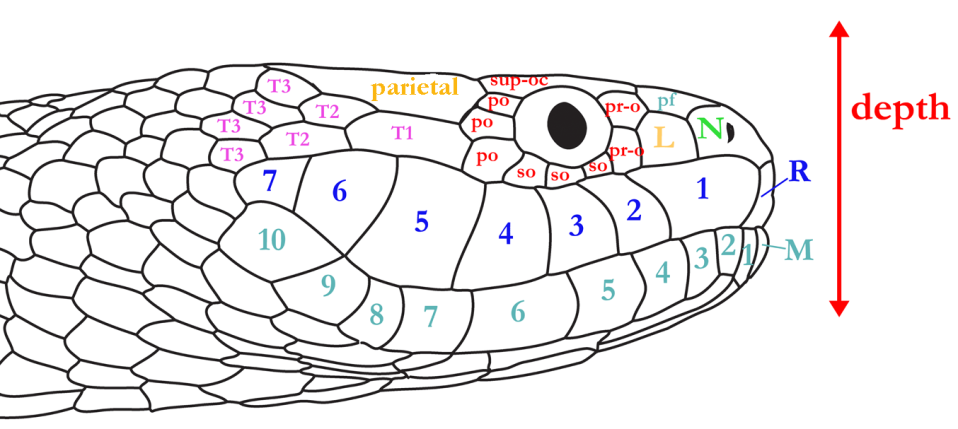 T3
parietal
sup-oc
T3
T2
po
pr-o
pf
depth
T3
T2
T1
po
L
N
T3
po
so
so
so
pr-o
7
6
5
4
3
2
1
R
10
9
8
7
6
5
4
3
2
1
M